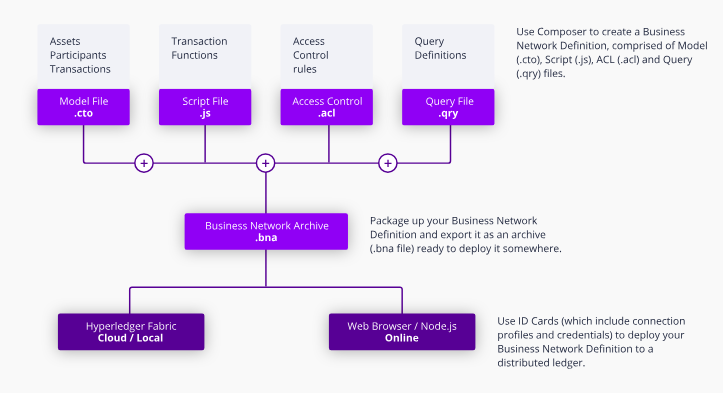 Assets
Participants
Transactions
Model File
.cto
Transaction
Functions
Script File
.js
Access
Control
rules
Access Control
.acl
Query
Definitions
Query File
.qry
Use Composer to create a Business
Network Definition, comprised of Model
(.cto), Script (.js), ACL (.acl) and Query
(.qry) files.
+
+
+
Business Network Archive
.bna
Package up your Business Network
Definition and export it as an archive
(.bna file) ready to deploy it somewhere.
Hyperledger Fabric
Cloud / Local
Web Browser / Node.js
Online
Use ID Cards (which include connection
profiles and credentials) to deploy your
Business Network Definition to a
distributed ledger.